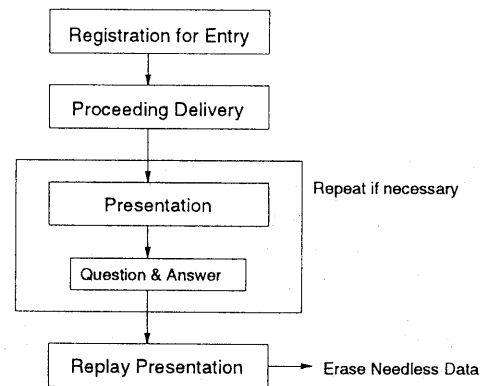 Registration for Entry
Proceeding Delivery
Repeat if necessary
Presentation
Question & Answer
Replay Presentation
Erase Needless Data